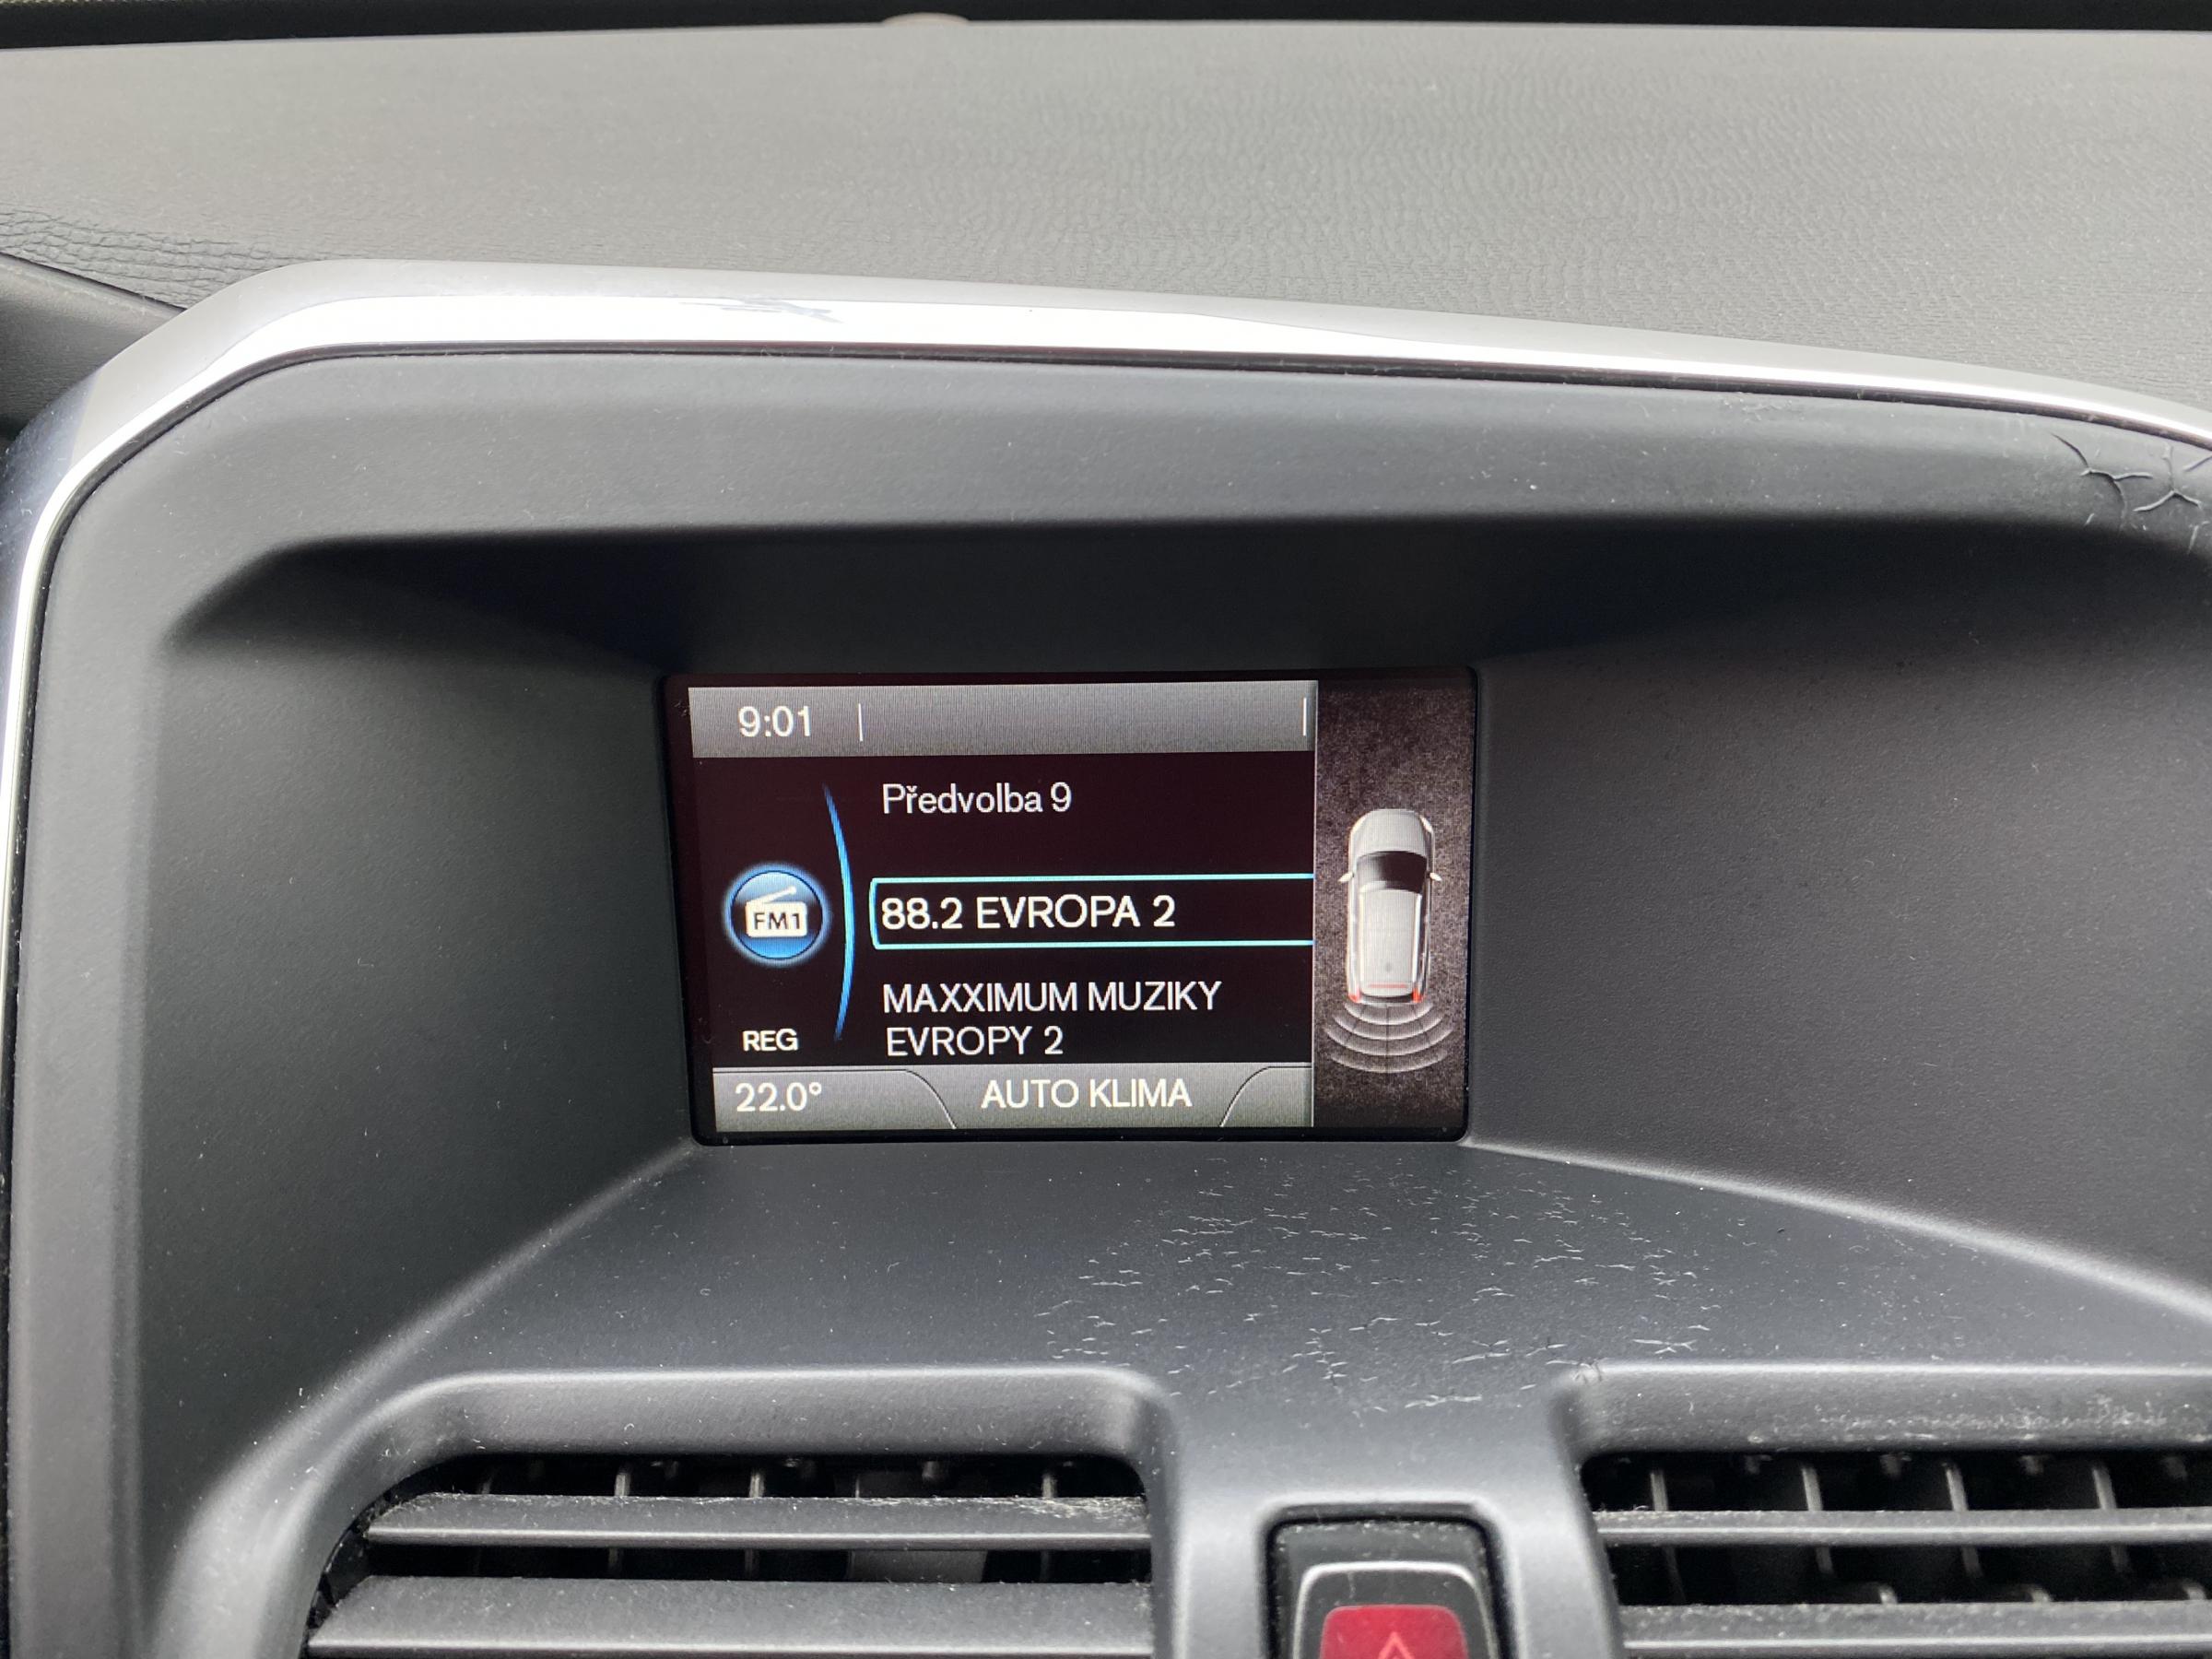 9:01
Předvolba 9
88.2 EVROPA 2
FM1
MAXXIMUM MUZIKY
EVROPY 2
REG
22.0°
AUTO KLIMA